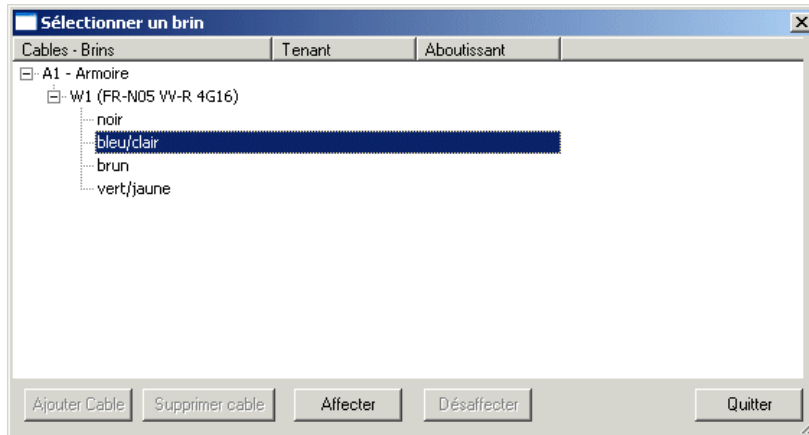 Sélectionner un brin
Cables - Brins Tenant Aboutissant
A1 - Armoire
W1 (FR-N05 VV-R 4G16)
noir
bleu/clair
brun
vert/jaune
Ajouter Cable Supprimer cable Affecter Désaffecter Quitter